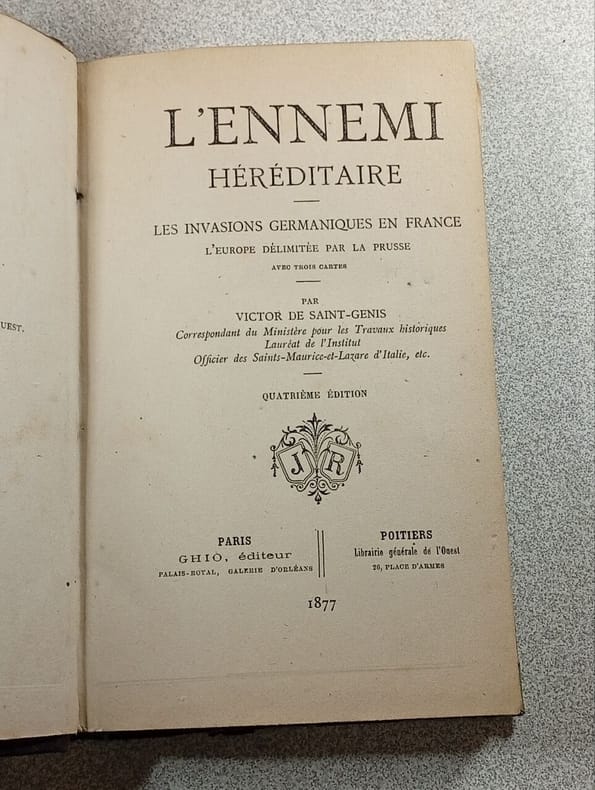 UEST.
L'ENNEMI
HÉRÉDITAIRE
LES INVASIONS GERMANIQUES EN FRANCE
L'EUROPE DÉLIMITÉE PAR LA PRUSSE
AVEC TROIS CARTES
PAR
VICTOR DE SAINT-GENIS
Correspondant du Ministère pour les Travaux historiques
Lauréat de l'Institut
Officier des Saints-Maurice-et-Lazare d'Italie, etc.
QUATRIÈME ÉDITION
J R
PARIS
GHIO, éditeur
PALAIS-ROYAL, GALERIE D'ORLÉANS
POITIERS
Librairie générale de l'Ouest
26, PLACE D'ARMES
1877